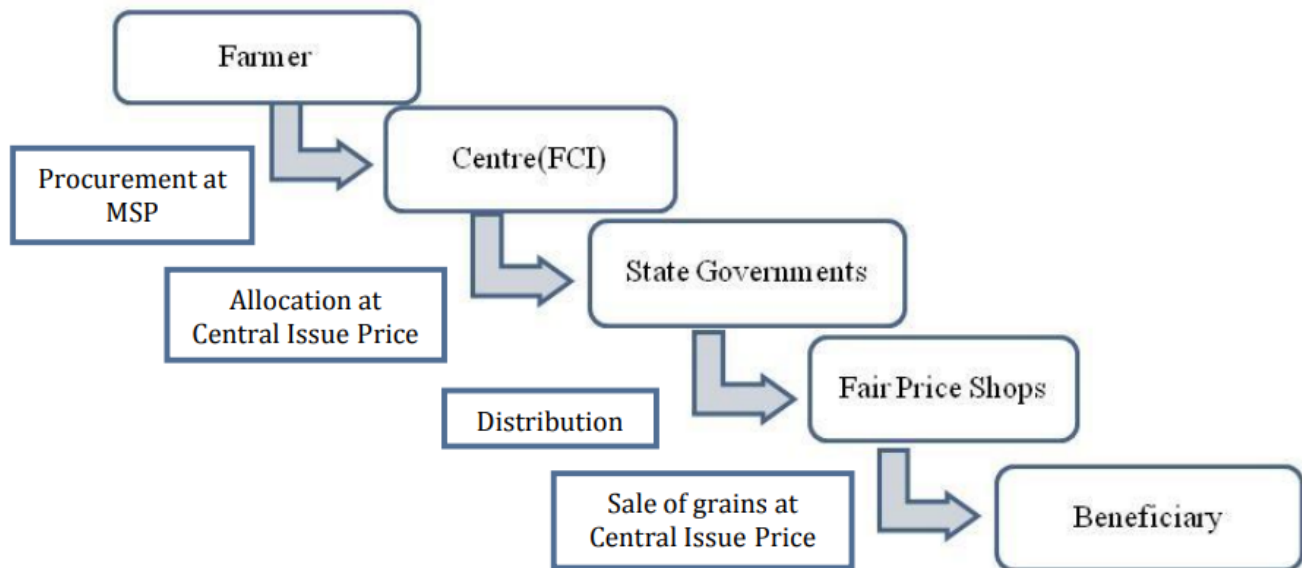 Farmer
Procurement at
MSP
Centre(FCI)
Allocation at
Central Issue Price
State Governments
Distribution
Fair Price Shops
Sale of grains at
Central Issue Price
Beneficiary